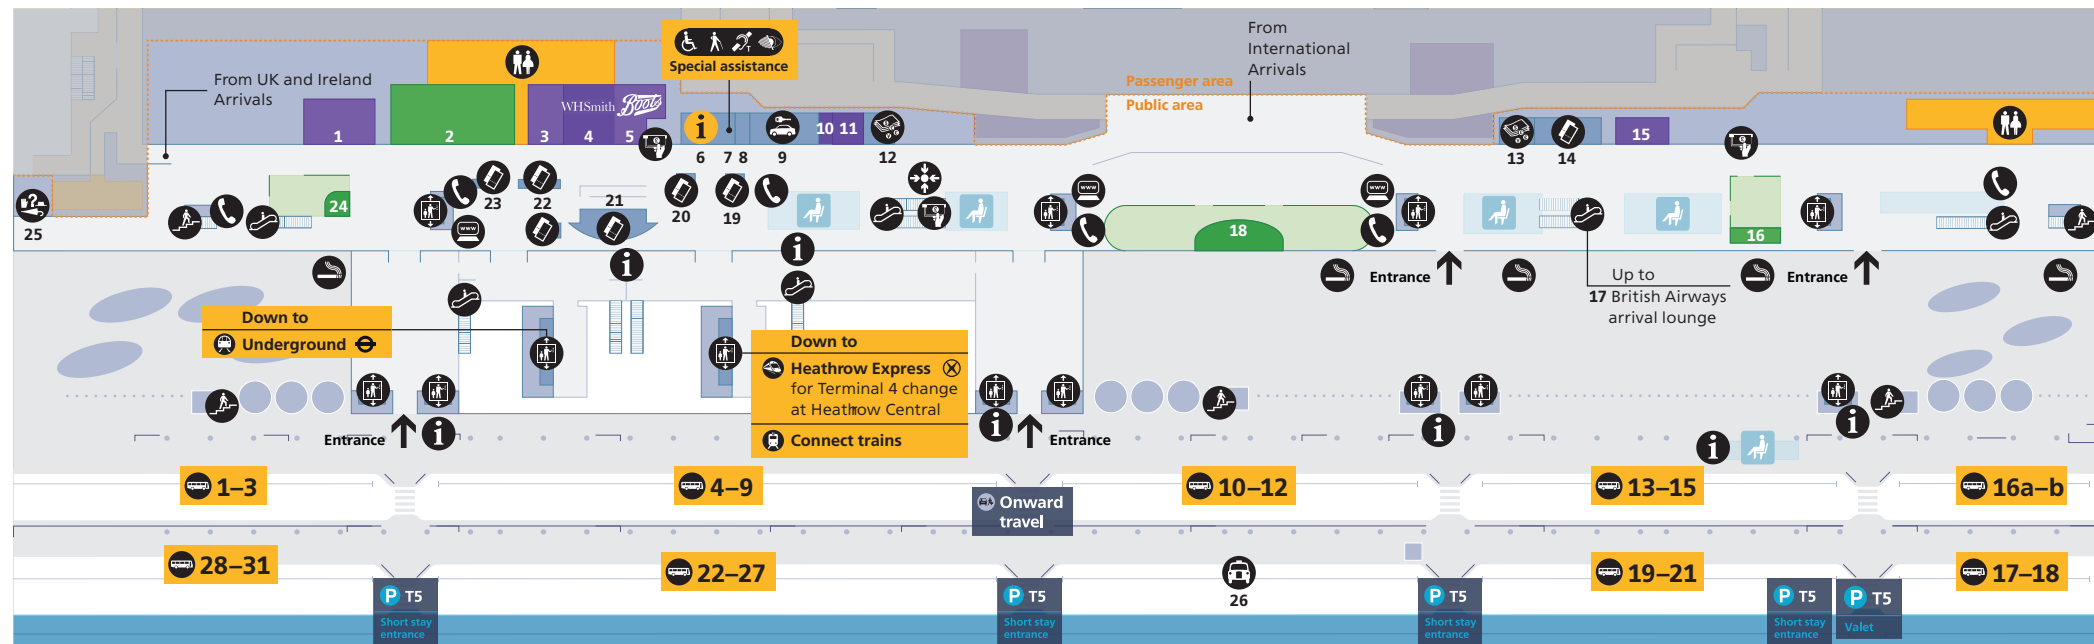 From UK and Ireland
Arrivals
Special assistance
From
International
Arrivals
Passenger area
Public area
WHSmith
Boots
1
2
3
4
5
6
7
8
9
10
11
12
13
14
15
25
24
23
22
21
20
19
18
16
www
www
www
Up to
17 British Airways
arrival lounge
Entrance
Entrance
Down to
Underground
Down to
Heathrow Express
for Terminal 4 change
at Heathrow Central
Connect trains
Entrance
Entrance
1–3
4–9
10–12
13–15
16a–b
Onward
travel
28–31
22–27
26
19–21
17–18
P T5
Short stay
entrance
P T5
Short stay
entrance
P T5
Short stay
entrance
P T5
Short stay
entrance
P T5
Valet